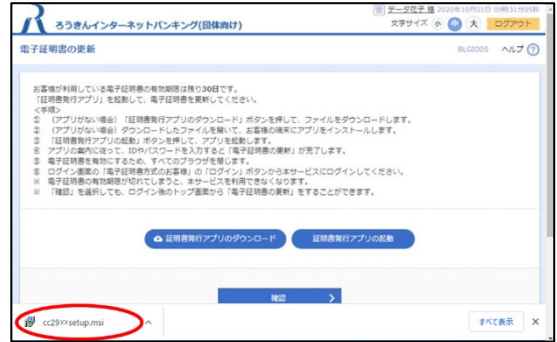 ろうきんインターネットバンキング(団体向け)
データ花子 様 2020年10月01日 09時31分05秒
文字サイズ 小 中 大 ログアウト
電子証明書の更新
BLGI005 ヘルプ ?
お客様が利用している電子証明書の有効期限は残り30日です。
「証明書発行アプリ」を起動して、電子証明書を更新してください。
<手順>
① (アプリがない場合)「証明書発行アプリのダウンロード」ボタンを押して、ファイルをダウンロードします。
② (アプリがない場合)ダウンロードしたファイルを開いて、お客様の端末にアプリをインストールします。
③ 「証明書発行アプリの起動」ボタンを押して、アプリを起動します。
④ アプリの案内に従って、IDやパスワードを入力すると「電子証明書の更新」が完了します。
⑤ 電子証明書を有効にするため、すべてのブラウザを閉じます。
⑥ ログイン画面の「電子証明書方式のお客様」の「ログイン」ボタンから本サービスにログインしてください。
※ 電子証明書の有効期限が切れてしまうと、本サービスを利用できなくなります。
※ 「確認」を選択しても、ログイン後のトップ画面から「電子証明書の更新」をすることができます。
証明書発行アプリのダウンロード 証明書発行アプリの起動
確認
cc29××setup.msi
すべて表示